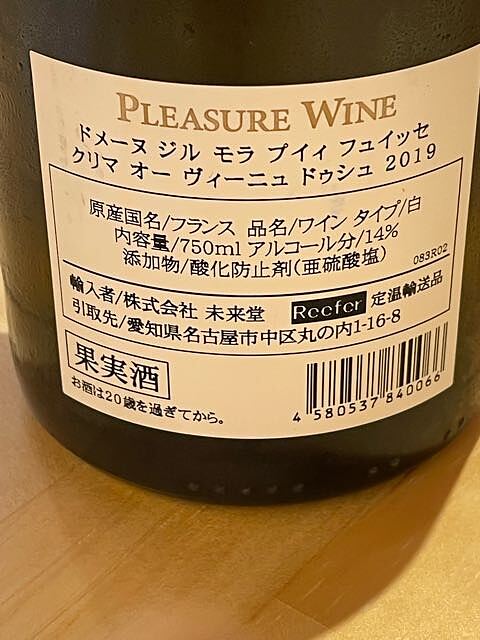 PLEASURE WINE
ドメーヌ ジル モラ プイィ フュイッセ
クリマ オー ヴィーニュ ドゥシュ 2019
原産国名/フランス 品名/ワイン タイプ/白
内容量/750ml アルコール分/14%
添加物/酸化防止剤(亜硫酸塩) 083R02
輸入者/株式会社 未来堂 Reefer 定温輸送品
引取先/愛知県名古屋市中区丸の内1-16-8
果実酒
お酒は20歳を過ぎてから。
4 580537 840066